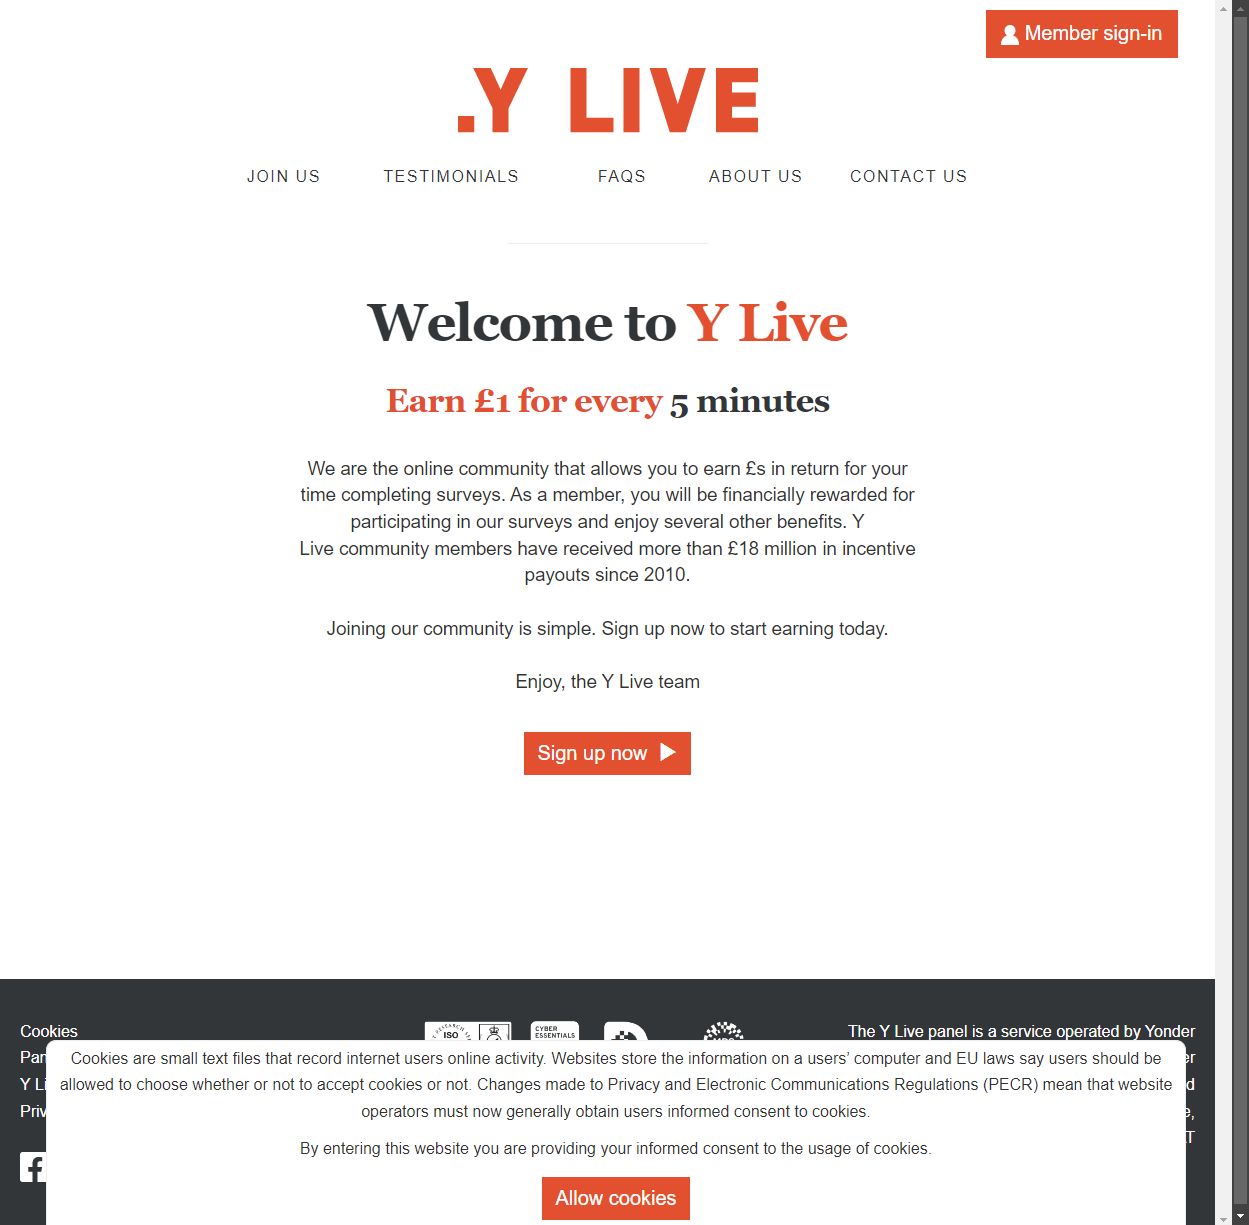 Member sign-in
.Y LIVE
JOIN US TESTIMONIALS FAQS ABOUT US CONTACT US
Welcome to Y Live
Earn £1 for every 5 minutes
We are the online community that allows you to earn £s in return for your
time completing surveys. As a member, you will be financially rewarded for
participating in our surveys and enjoy several other benefits. Y
Live community members have received more than £18 million in incentive
payouts since 2010.
Joining our community is simple. Sign up now to start earning today.
Enjoy, the Y Live team
Sign up now
Cookies
ISO
CYBER
ESSENTIALS
The Y Live panel is a service operated by Yonder
Cookies are small text files that record internet users online activity. Websites store the information on a users’ computer and EU laws say users should be
allowed to choose whether or not to accept cookies or not. Changes made to Privacy and Electronic Communications Regulations (PECR) mean that website
operators must now generally obtain users informed consent to cookies.
By entering this website you are providing your informed consent to the usage of cookies.
Allow cookies